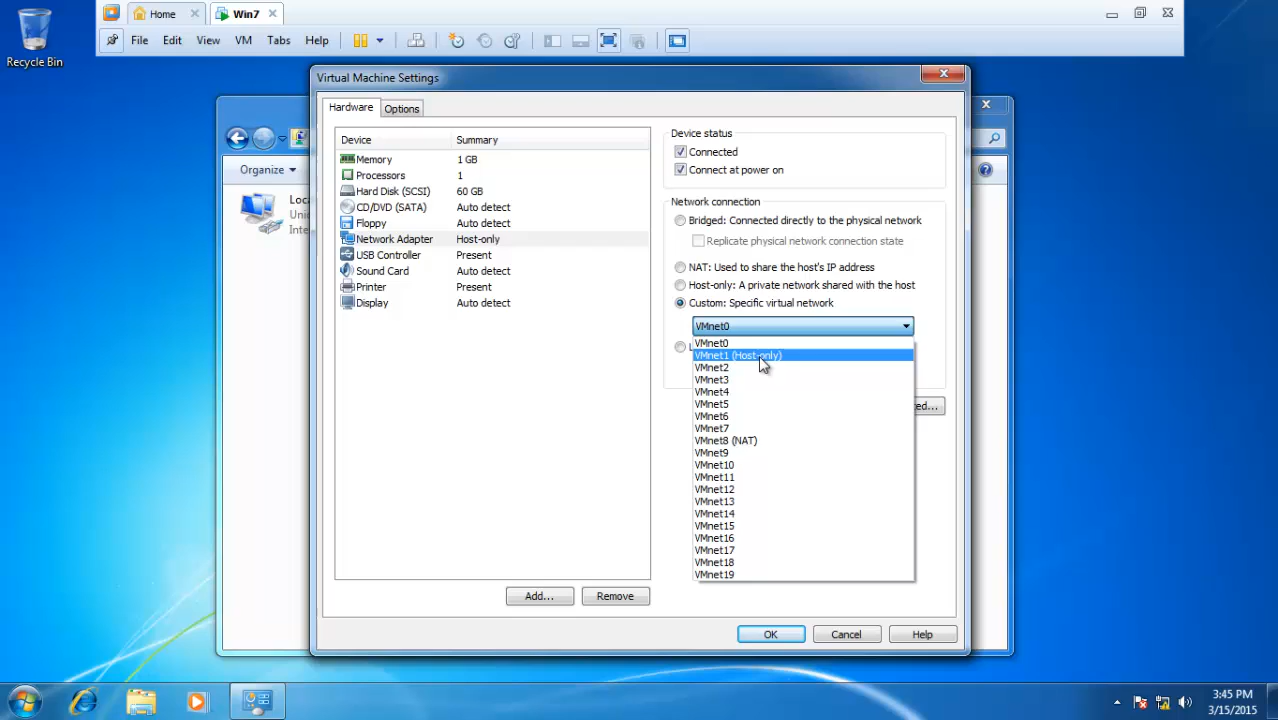 Recycle Bin
Home
Win7
File Edit View VM Tabs Help
Virtual Machine Settings
Hardware Options
Device Summary
Memory 1 GB
Processors 1
Hard Disk (SCSI) 60 GB
CD/DVD (SATA) Auto detect
Floppy Auto detect
Network Adapter Host-only
USB Controller Present
Sound Card Auto detect
Printer Present
Display Auto detect
Add... Remove
Device status
Connected
Connect at power on
Network connection
Bridged: Connected directly to the physical network
Replicate physical network connection state
NAT: Used to share the host's IP address
Host-only: A private network shared with the host
Custom: Specific virtual network
VMnet0
VMnet0
VMnet1 (Host-only)
VMnet2
VMnet3
VMnet4
VMnet5
VMnet6
VMnet7
VMnet8 (NAT)
VMnet9
VMnet10
VMnet11
VMnet12
VMnet13
VMnet14
VMnet15
VMnet16
VMnet17
VMnet18
VMnet19
OK Cancel Help
Organize
3:45 PM
3/15/2015